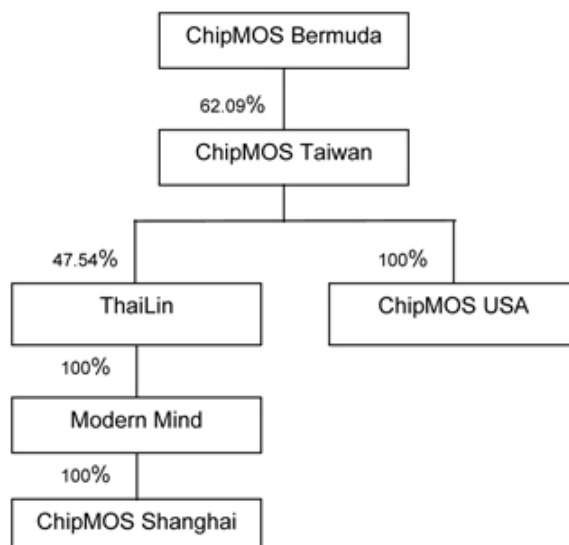 ChipMOS Bermuda
62.09%
ChipMOS Taiwan
47.54%
100%
ThaiLin
ChipMOS USA
100%
Modern Mind
100%
ChipMOS Shanghai